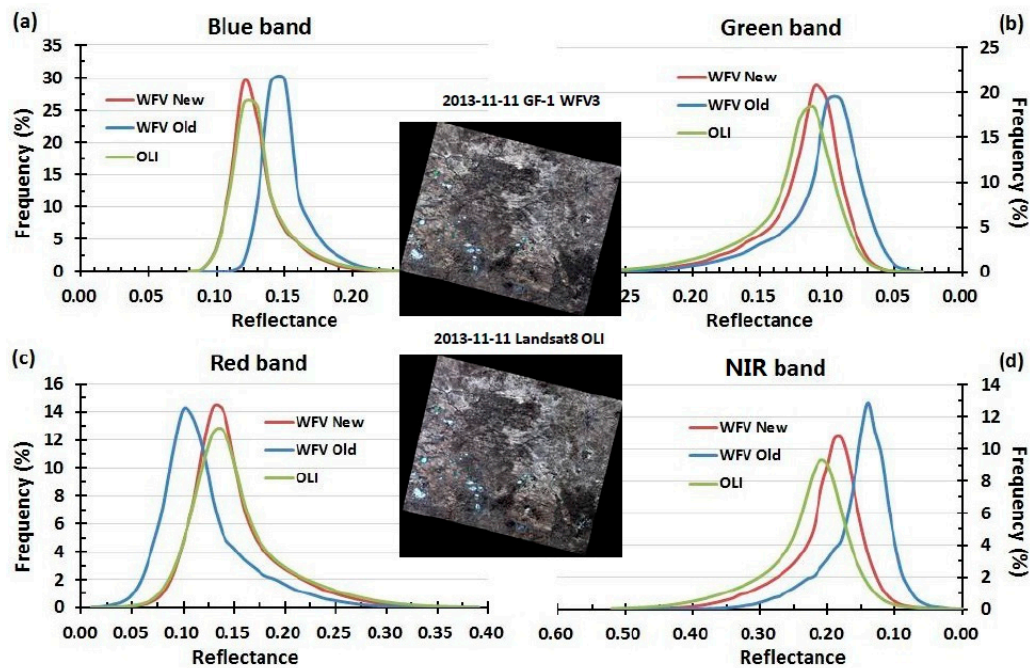 (a)
Blue band
Frequency (%)
35
30
25
20
15
10
5
0
WFV New
WFV Old
OLI
0.00 0.05 0.10 0.15 0.20
Reflectance
2013-11-11 GF-1 WFV3
(b)
Green band
Frequency (%)
25
20
15
10
5
0
WFV New
WFV Old
OLI
.25 0.20 0.15 0.10 0.05 0.00
Reflectance
2013-11-11 Landsat8 OLI
(c)
Red band
Frequency (%)
16
14
12
10
8
6
4
2
0
WFV New
WFV Old
OLI
0.00 0.05 0.10 0.15 0.20 0.25 0.30 0.35 0.40
Reflectance
(d)
NIR band
Frequency (%)
14
12
10
8
6
4
2
0
WFV New
WFV Old
OLI
0.60 0.50 0.40 0.30 0.20 0.10 0.00
Reflectance